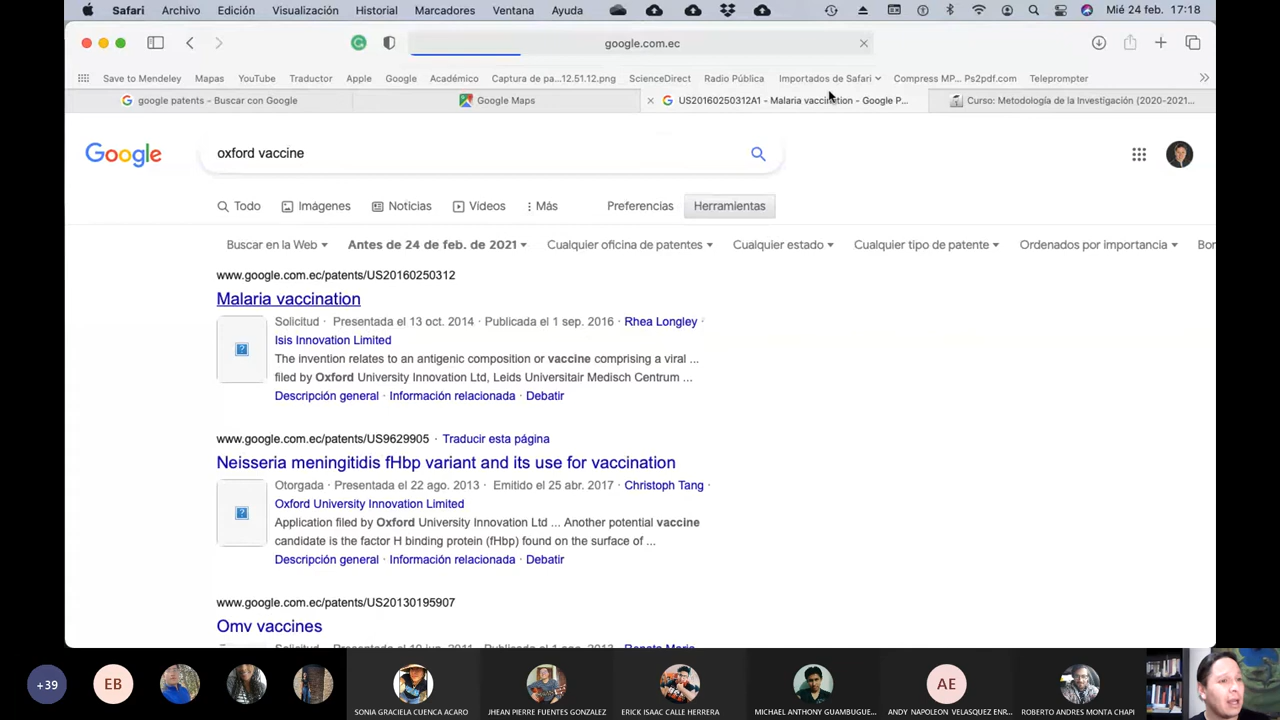 Safari Archivo Edición Visualización Historial Marcadores Ventana Ayuda Mié 24 feb. 17:18
google.com.ec
Save to Mendeley Mapas YouTube Traductor Apple Google Académico Captura de pa...12.51.12.png ScienceDirect Radio Pública Importados de Safari Compress MP... Ps2pdf.com Teleprompter
google patents - Buscar con Google Google Maps US20160250312A1 - Malaria vaccination - Google P... Curso: Metodología de la Investigación (2020-2021...
Google oxford vaccine
Todo Imágenes Noticias Videos Más Preferencias Herramientas
Buscar en la Web Antes de 24 de feb. de 2021 Cualquier oficina de patentes Cualquier estado Cualquier tipo de patente Ordenados por importancia Bor
www.google.com.ec/patents/US20160250312
Malaria vaccination
Solicitud · Presentada el 13 oct. 2014 · Publicada el 1 sep. 2016 · Rhea Longley ·
Isis Innovation Limited
The invention relates to an antigenic composition or vaccine comprising a viral ...
filed by Oxford University Innovation Ltd, Leids Universitair Medisch Centrum ...
Descripción general · Información relacionada · Debatir
www.google.com.ec/patents/US9629905 · Traducir esta página
Neisseria meningitidis fHbp variant and its use for vaccination
Otorgada · Presentada el 22 ago. 2013 · Emitido el 25 abr. 2017 · Christoph Tang ·
Oxford University Innovation Limited
Application filed by Oxford University Innovation Ltd ... Another potential vaccine
candidate is the factor H binding protein (fHbp) found on the surface of ...
Descripción general · Información relacionada · Debatir
www.google.com.ec/patents/US20130195907
Omv vaccines
+39 EB AE
SONIA GRACIELA CUENCA ACARO JHEAN PIERRE FUENTES GONZALEZ ERICK ISAAC CALLE HERRERA MICHAEL ANTHONY GUAMBUGUE... ANDY NAPOLEON VELASQUEZ ENR... ROBERTO ANDRES MONTA CHAPI